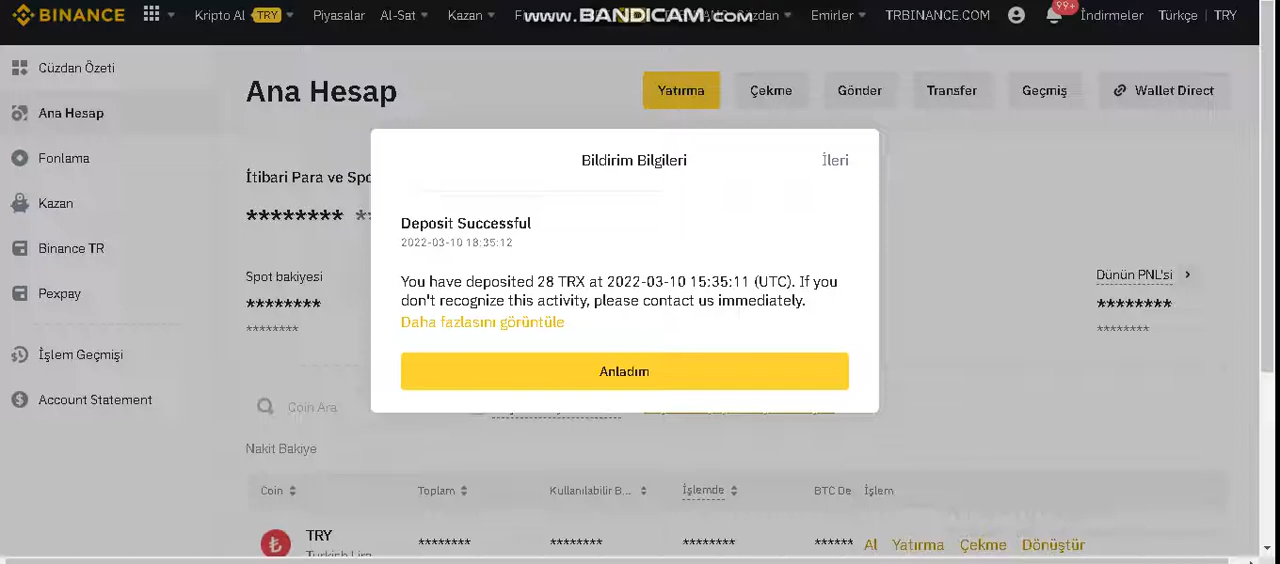 BINANCE Kripto Al TRY Piyasalar Al-Sat Kazan www.BANDICAM.com Emirler TRBINANCE.COM 99+ İndirmeler Türkçe | TRY
Cüzdan Özeti
Ana Hesap
Fonlama
Kazan
Binance TR
Pexpay
İşlem Geçmişi
Account Statement
Ana Hesap
Yatırma Çekme Gönder Transfer Geçmiş Wallet Direct
İtibari Para ve
******** **
Spot bakiyesi
********
********
Dünün PNL'si
********
********
Bildirim Bilgileri İleri
Deposit Successful
2022-03-10 18:35:12
You have deposited 28 TRX at 2022-03-10 15:35:11 (UTC). If you
don't recognize this activity, please contact us immediately.
Daha fazlasını görüntüle
Anladım
Coin Ara
Nakit Bakiye
Coin Toplam Kullanılabilir B... İşlemde BTC De İşlem
TRY ******** ******** ******** ****** Al Yatırma Çekme Dönüştür
Turkish Lira